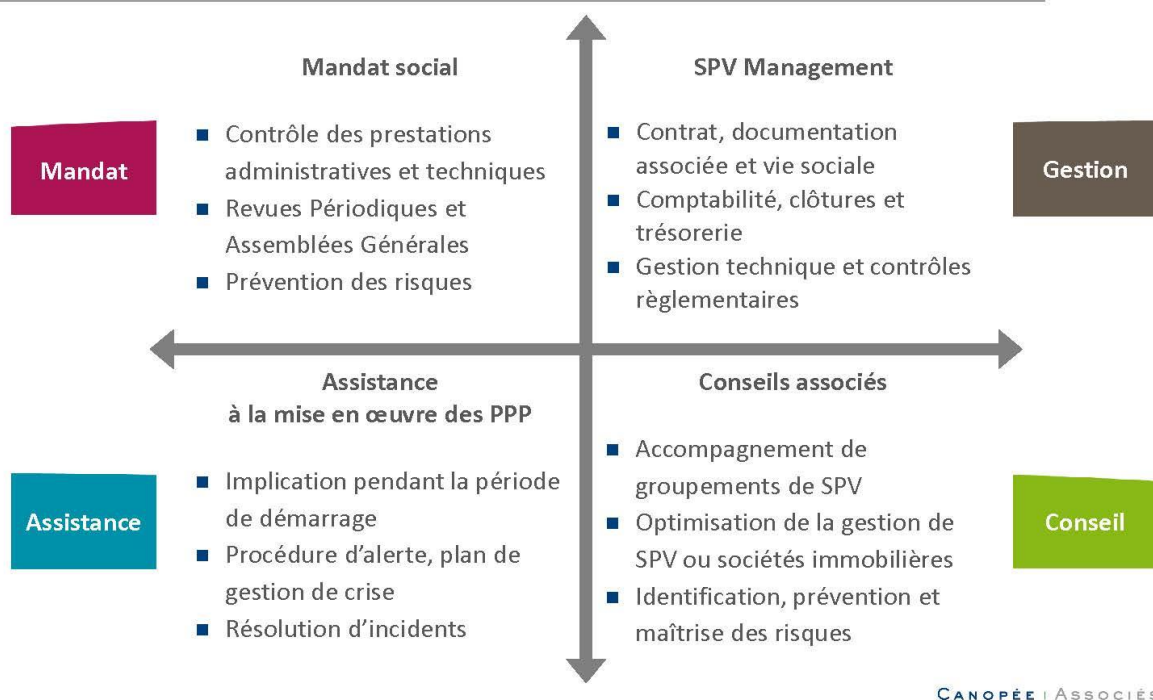 Mandat social
Mandat
■ Contrôle des prestations
administratives et techniques
■ Revues Périodiques et
Assemblées Générales
■ Prévention des risques
SPV Management
■ Contrat, documentation
associée et vie sociale
■ Comptabilité, clôtures et
trésorerie
■ Gestion technique et contrôles
règlementaires
Gestion
Assistance
à la mise en œuvre des PPP
Assistance
■ Implication pendant la période
de démarrage
■ Procédure d’alerte, plan de
gestion de crise
■ Résolution d’incidents
Conseils associés
■ Accompagnement de
groupements de SPV
■ Optimisation de la gestion de
SPV ou sociétés immobilières
■ Identification, prévention et
maîtrise des risques
Conseil
CANOPÉE | ASSOCIÉS